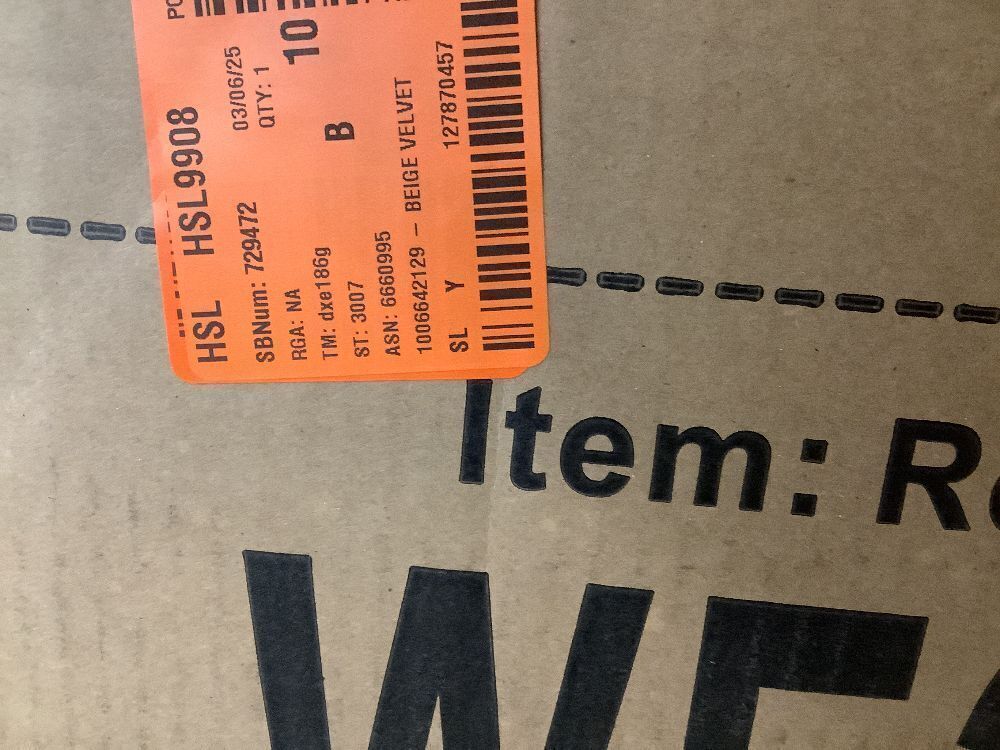 HSL HSL9908
SBNum: 729472 03/06/25
RGA: NA QTY: 1
TM: dxe186g 10
ST: 3007 B
ASN: 6660995
1006642129 – BEIGE VELVET
SL Y 127870457
Item: